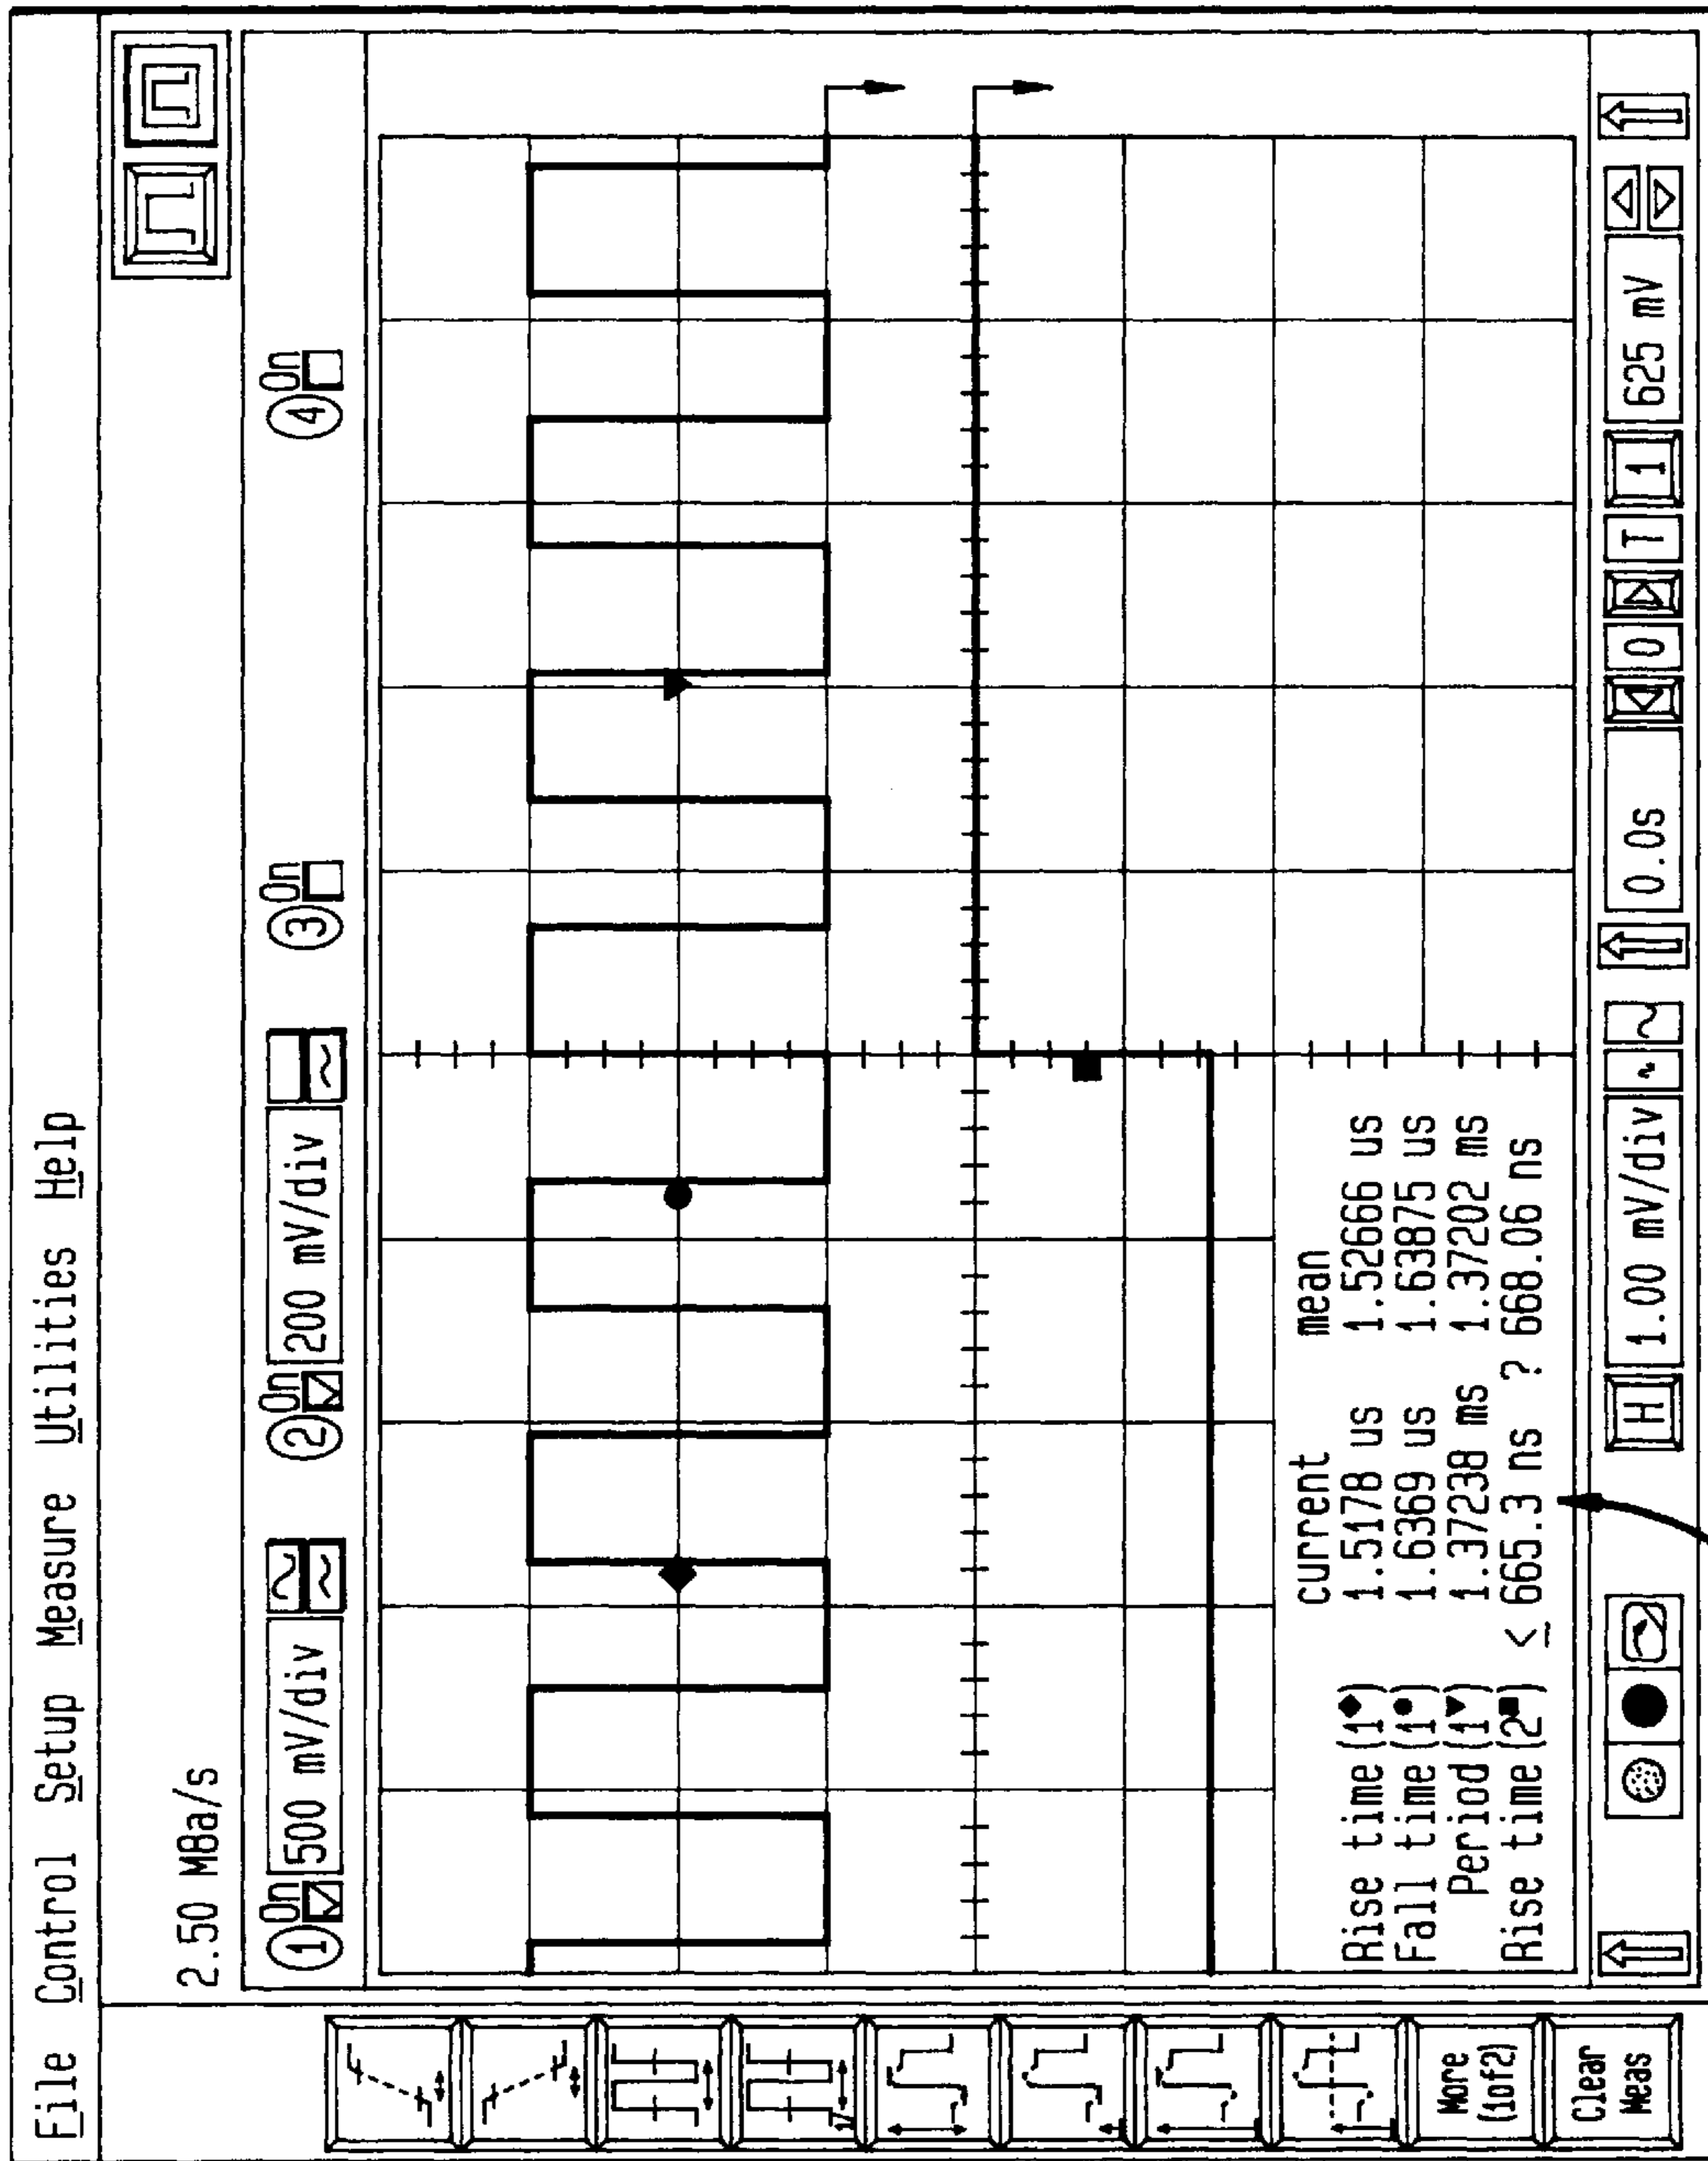 File Control Setup Measure Utilities Help
2.50 MBa/s
1 On 500 mV/div 2 On 200 mV/div 3 On 4 On
More
(1of2)
Clear
Meas
current mean
Rise time (1) 1.5178 us 1.52666 us
Fall time (1) 1.6369 us 1.63875 us
Period (1) 1.37238 ms 1.37202 ms
Rise time (2) ≤ 665.3 ns ? 668.06 ns
H 1.00 mV/div 0.0s 0 T 1 625 mV